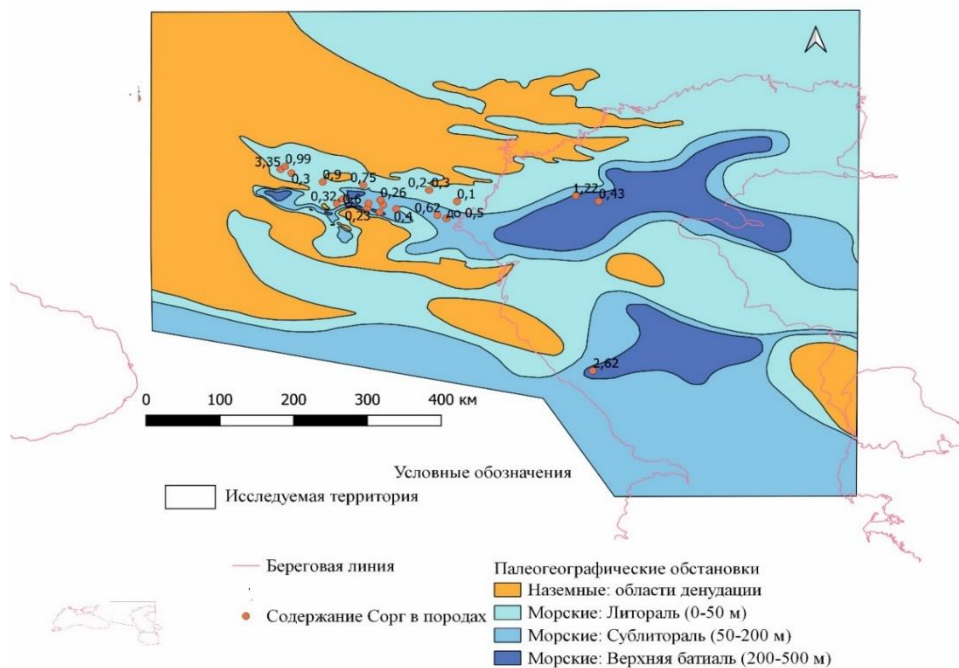 3,35
0,99
0,3
0,9
0,75
0,2-0,3
0,1
1,22
0,43
0,32
0,6
0,26
0,23
0,4
0,62
до 0,5
2,62
0 100 200 300 400 км
Условные обозначения
Исследуемая территория
Береговая линия
Содержание Сорг в породах
Палеогеографические обстановки
Наземные: области денудации
Морские: Литораль (0-50 м)
Морские: Сублитораль (50-200 м)
Морские: Верхняя батиаль (200-500 м)